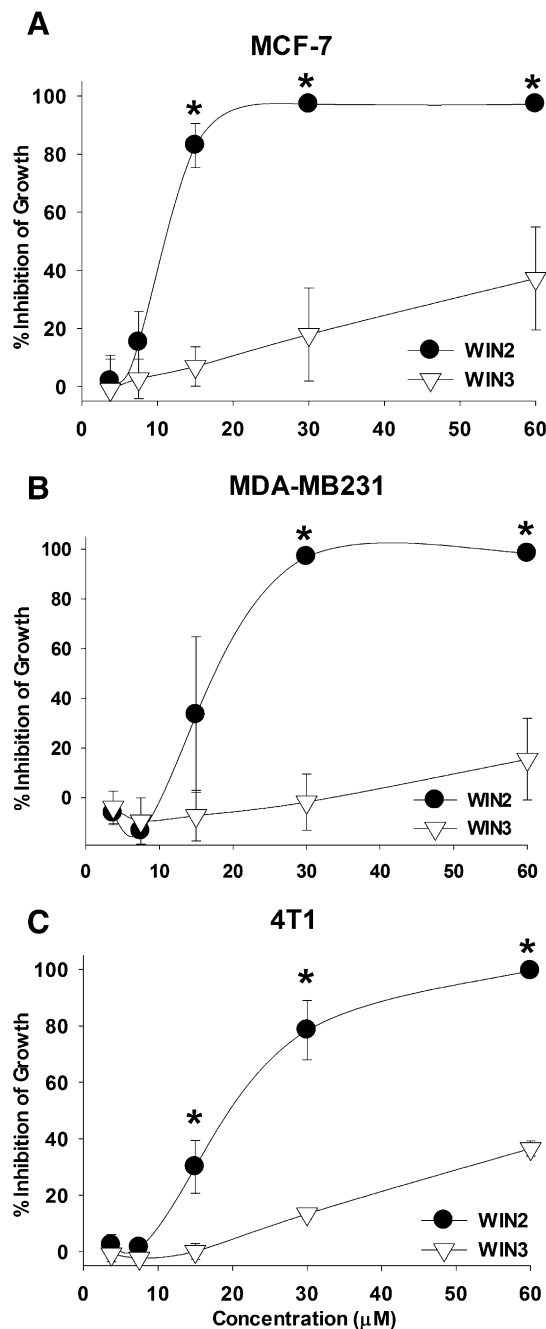 A
MCF-7
% Inhibition of Growth
100
80
60
40
20
0
* * *
WIN2
WIN3
0 10 20 30 40 50 60
B
MDA-MB231
% Inhibition of Growth
100
80
60
40
20
0
* *
WIN2
WIN3
0 10 20 30 40 50 60
C
4T1
% Inhibition of Growth
100
80
60
40
20
0
* * *
WIN2
WIN3
0 10 20 30 40 50 60
Concentration (μM)